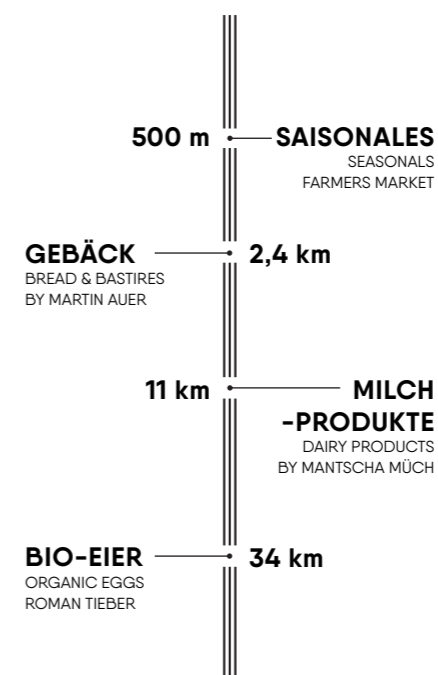 500 m
SAISONALES
SEASONALS
FARMERS MARKET
GEBÄCK
2,4 km
BREAD & BASTIRES
BY MARTIN AUER
11 km
MILCH
-PRODUKTE
DAIRY PRODUCTS
BY MANTSCHA MÜCH
BIO-EIER
34 km
ORGANIC EGGS
ROMAN TIEBER